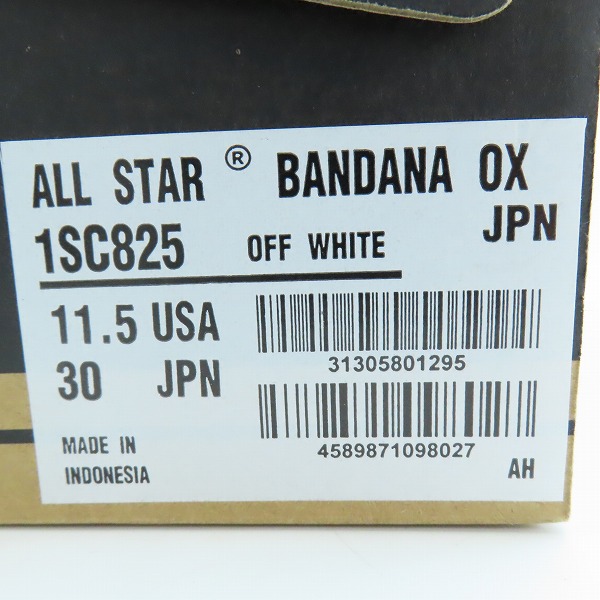 ALL STAR ® BANDANA OX
JPN
1SC825 OFF WHITE
11.5 USA
30 JPN
31305801295
4589871098027
MADE IN
INDONESIA
AH